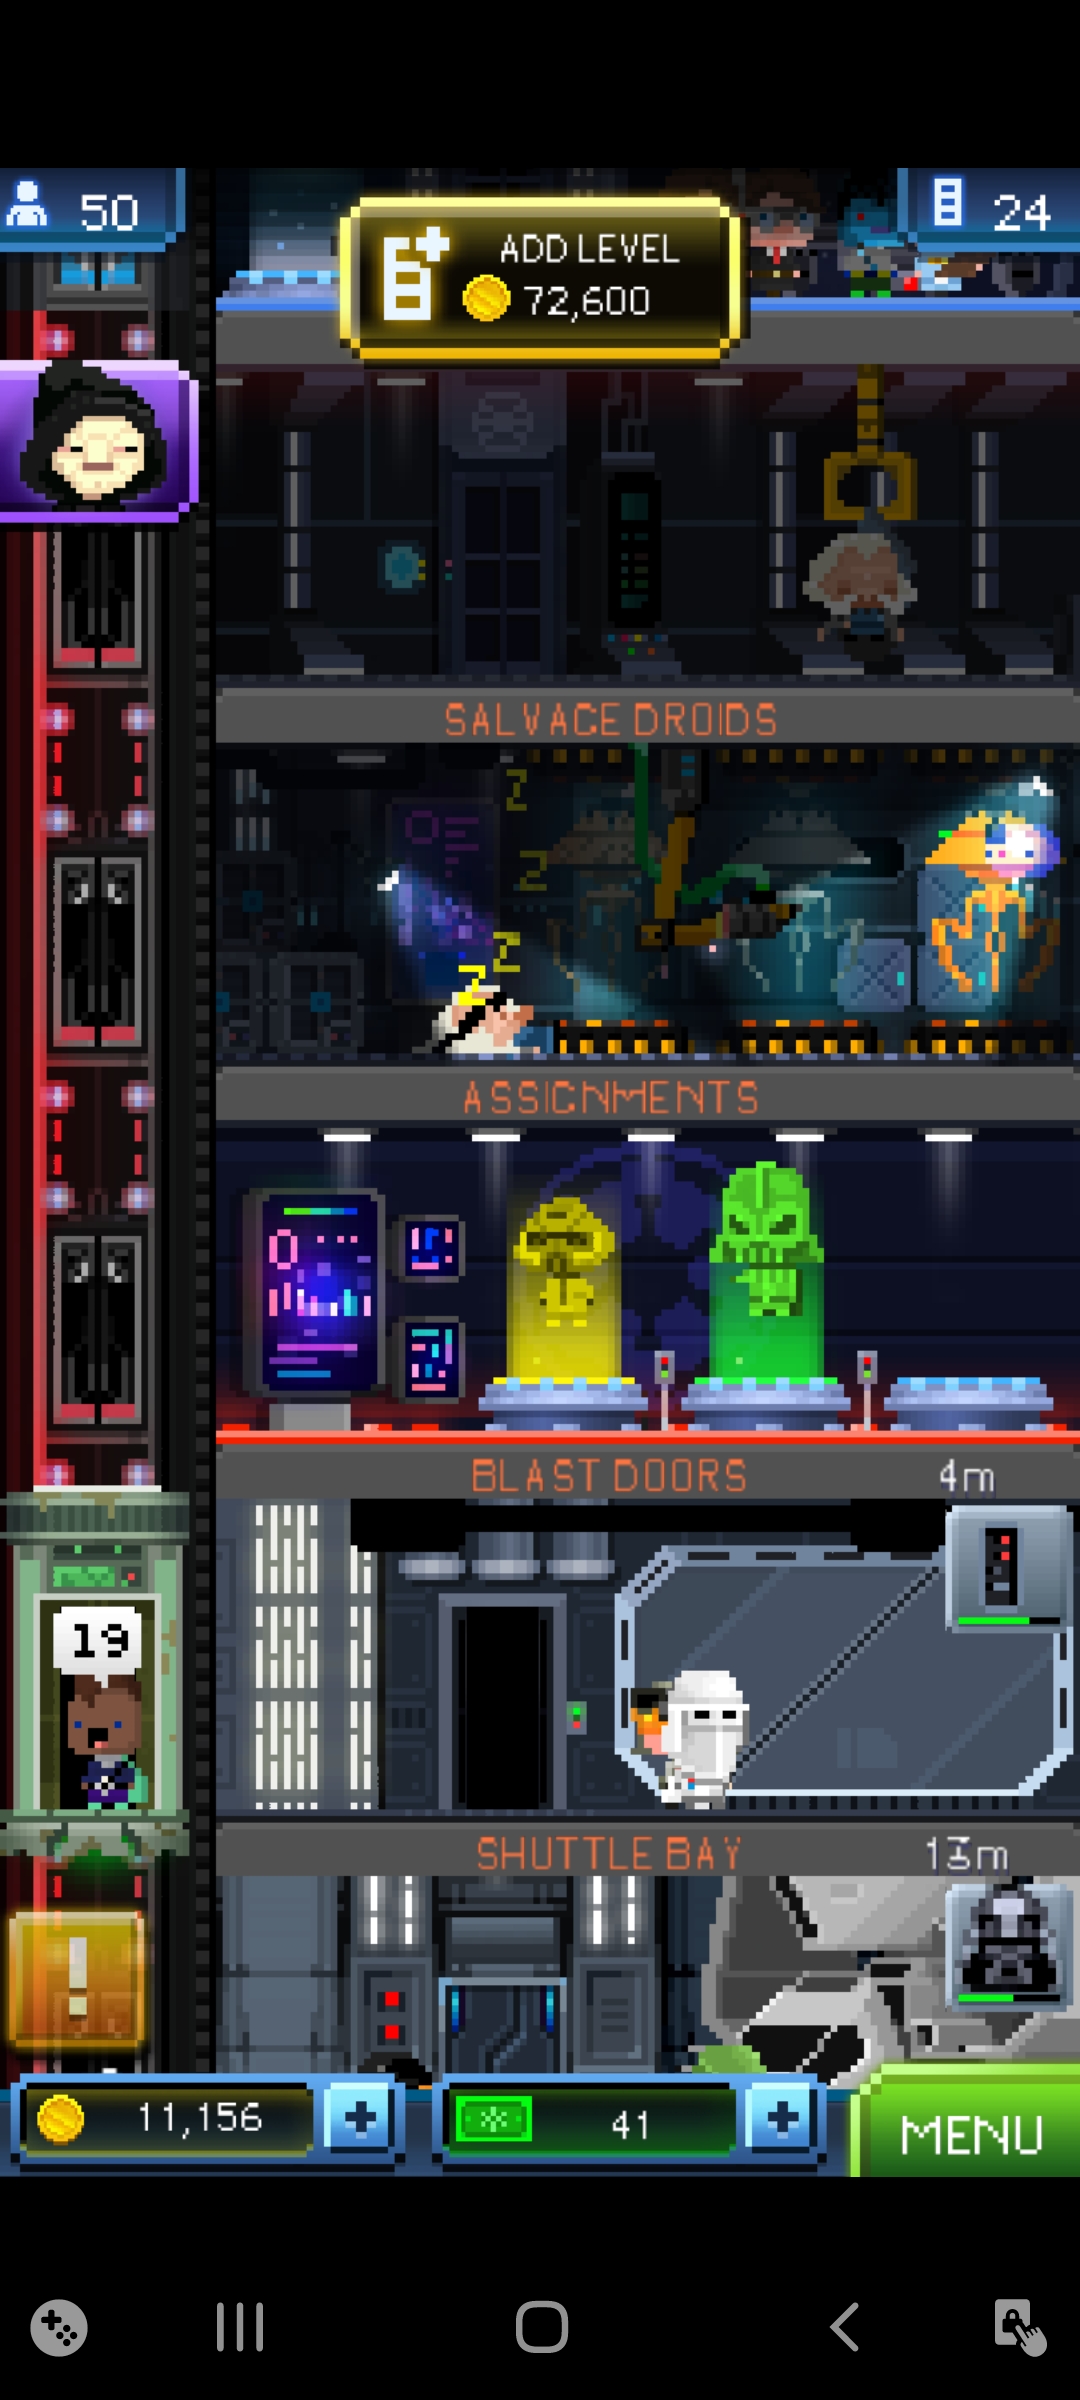 50
24
ADD LEVEL
72,600
SALVAGE DROIDS
Z
Z
Z
Z
ASSIGNMENTS
BLAST DOORS 4m
19
SHUTTLE BAY
!
11,156
41
MENU